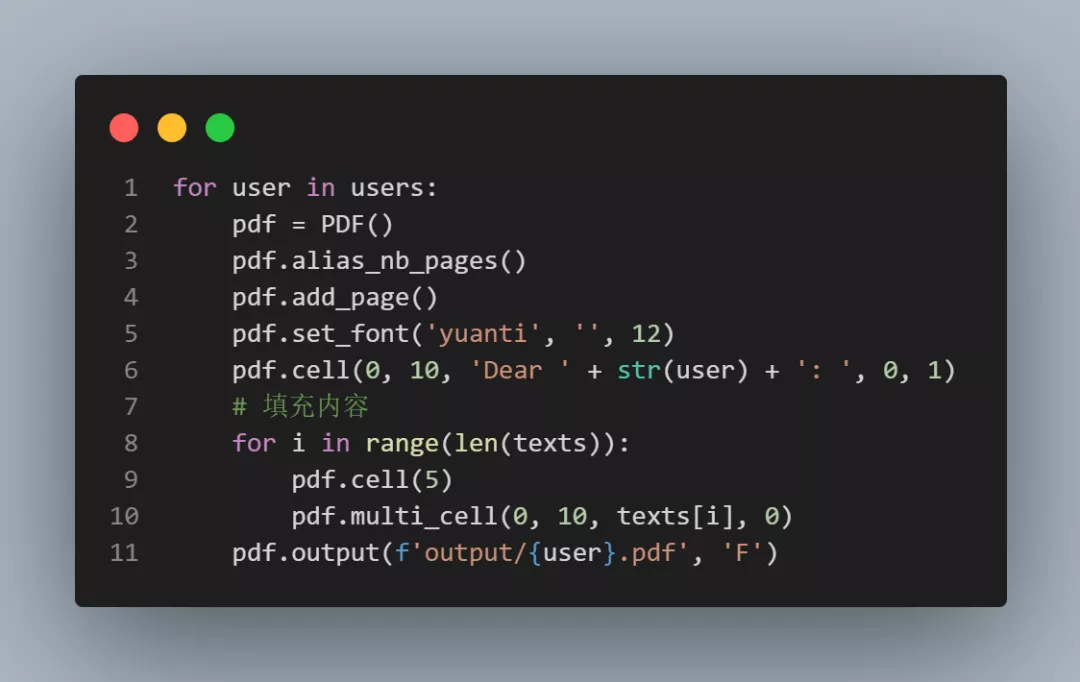 1 for user in users:
2     pdf = PDF()
3     pdf.alias_nb_pages()
4     pdf.add_page()
5     pdf.set_font('yuanti', '', 12)
6     pdf.cell(0, 10, 'Dear ' + str(user) + ': ', 0, 1)
7     # 填充内容
8     for i in range(len(texts)):
9         pdf.cell(5)
10         pdf.multi_cell(0, 10, texts[i], 0)
11     pdf.output(f'output/{user}.pdf', 'F')